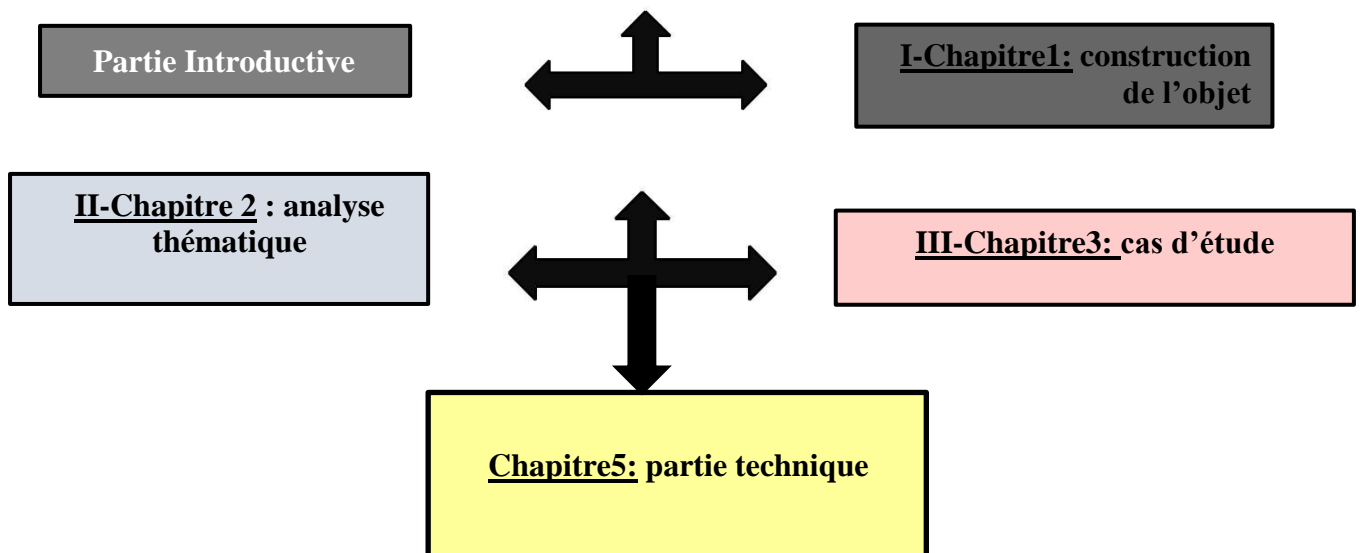 Partie Introductive
I-Chapitre1: construction
de l’objet
II-Chapitre 2 : analyse
thématique
III-Chapitre3: cas d’étude
Chapitre5: partie technique